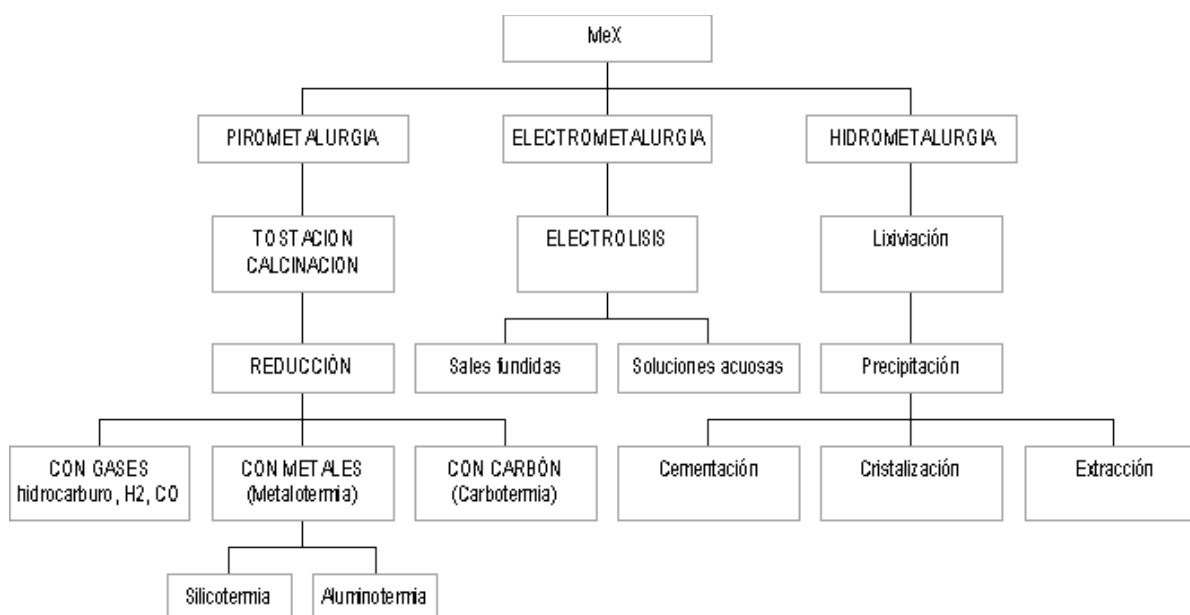 MeX
PIROMETALURGIA
ELECTROMETALURGIA
HIDROMETALURGIA
TOSTACION
CALCINACION
ELECTROLISIS
Lixiviación
REDUCCIÓN
Sales fundidas
Soluciones acuosas
Precipitación
CON GASES
hidrocarburo, H2, CO
CON METALES
(Metalotermia)
CON CARBÓN
(Carbotermia)
Cementación
Cristalización
Extracción
Silicotermia
Aluminotermia